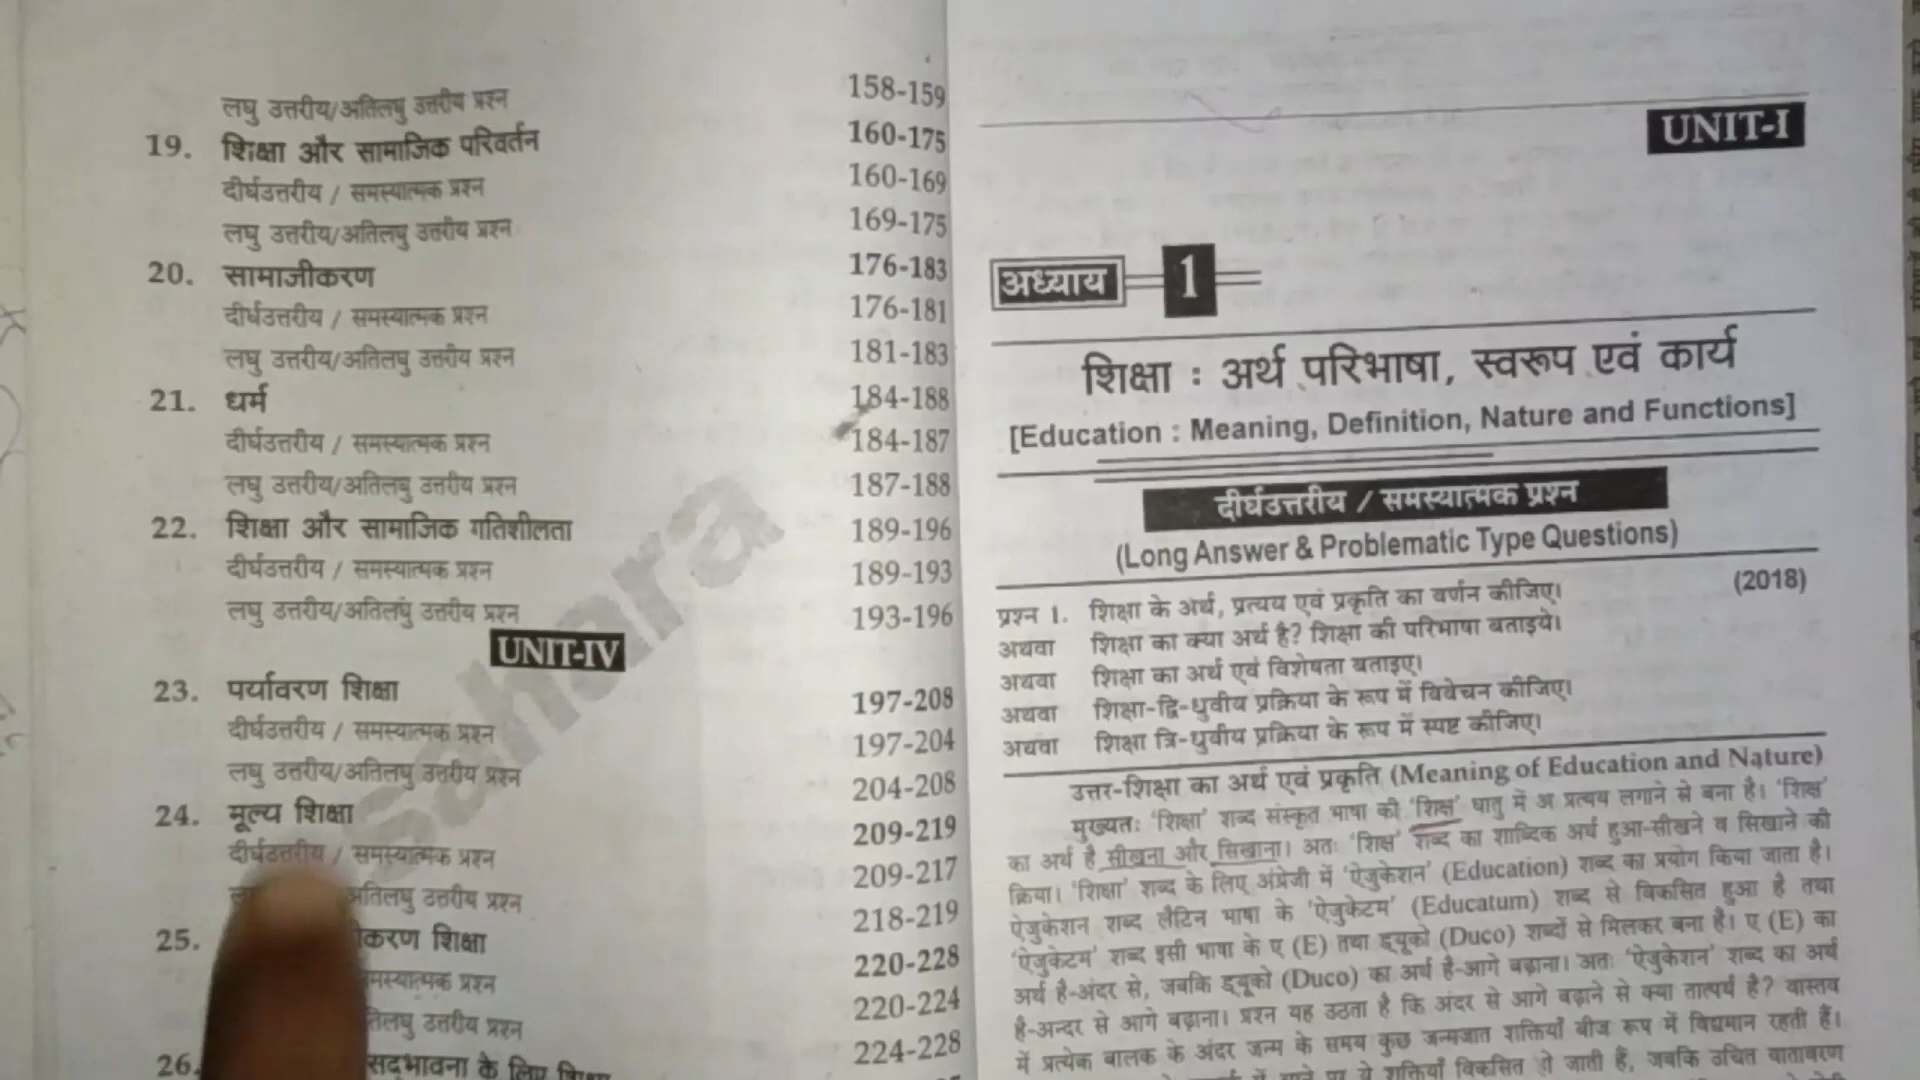 लघु उत्तरीय/अतिलघु उत्तरीय प्रश्न 158-159
19. शिक्षा और सामाजिक परिवर्तन 160-175
दीर्घउत्तरीय / समस्यात्मक प्रश्न 160-169
लघु उत्तरीय/अतिलघु उत्तरीय प्रश्न 169-175
20. सामाजीकरण 176-183
दीर्घउत्तरीय / समस्यात्मक प्रश्न 176-181
लघु उत्तरीय/अतिलघु उत्तरीय प्रश्न 181-183
21. धर्म 184-188
दीर्घउत्तरीय / समस्यात्मक प्रश्न 184-187
लघु उत्तरीय/अतिलघु उत्तरीय प्रश्न 187-188
22. शिक्षा और सामाजिक गतिशीलता 189-196
दीर्घउत्तरीय / समस्यात्मक प्रश्न 189-193
लघु उत्तरीय/अतिलघु उत्तरीय प्रश्न 193-196
UNIT-IV
23. पर्यावरण शिक्षा 197-208
दीर्घउत्तरीय / समस्यात्मक प्रश्न 197-204
लघु उत्तरीय/अतिलघु उत्तरीय प्रश्न 204-208
24. मूल्य शिक्षा 209-219
दीर्घउत्तरीय / समस्यात्मक प्रश्न 209-217
अतिलघु उत्तरीय प्रश्न 218-219
25. शिक्षा 220-228
प्रश्न 220-224
उत्तरीय प्रश्न 224-228
26. सद्भावना के लिए शिक्षा
sahara
UNIT-I
अध्याय 1
शिक्षा : अर्थ परिभाषा, स्वरूप एवं कार्य
[Education : Meaning, Definition, Nature and Functions]
दीर्घउत्तरीय / समस्यात्मक प्रश्न
(Long Answer & Problematic Type Questions)
प्रश्न 1. शिक्षा के अर्थ, प्रत्यय एवं प्रकृति का वर्णन कीजिए। (2018)
अथवा शिक्षा का क्या अर्थ है? शिक्षा की परिभाषा बताइये।
अथवा शिक्षा का अर्थ एवं विशेषता बताइए।
अथवा शिक्षा-द्वि-ध्रुवीय प्रक्रिया के रूप में विवेचन कीजिए।
अथवा शिक्षा त्रि-ध्रुवीय प्रक्रिया के रूप में स्पष्ट कीजिए।
उत्तर-शिक्षा का अर्थ एवं प्रकृति (Meaning of Education and Nature)
मुख्यतः 'शिक्षा' शब्द संस्कृत भाषा की 'शिक्ष' धातु में अ प्रत्यय लगाने से बना है। 'शिक्ष'
का अर्थ है सीखना और सिखाना। अतः 'शिक्ष' शब्द का शाब्दिक अर्थ हुआ-सीखने व सिखाने की
क्रिया। 'शिक्षा' शब्द के लिए अंग्रेजी में 'ऐजुकेशन' (Education) शब्द का प्रयोग किया जाता है।
ऐजुकेशन शब्द लैटिन भाषा के 'ऐजुकेटम' (Educatum) शब्द से विकसित हुआ है तथा
'ऐजुकेटम' शब्द इसी भाषा के ए (E) तथा ड्यूको (Duco) शब्दों से मिलकर बना है। ए (E) का
अर्थ है-अंदर से, जबकि ड्यूको (Duco) का अर्थ है-आगे बढ़ाना। अतः 'ऐजुकेशन' शब्द का अर्थ
है-अन्दर से आगे बढ़ाना। प्रश्न यह उठता है कि अंदर से आगे बढ़ाने से क्या तात्पर्य है? वास्तव
में प्रत्येक बालक के अंदर जन्म के समय कुछ जन्मजात शक्तियाँ बीज रूप में विद्यमान रहती हैं।
पर ये शक्तियाँ विकसित हो जाती हैं, जबकि उचित वातावरण